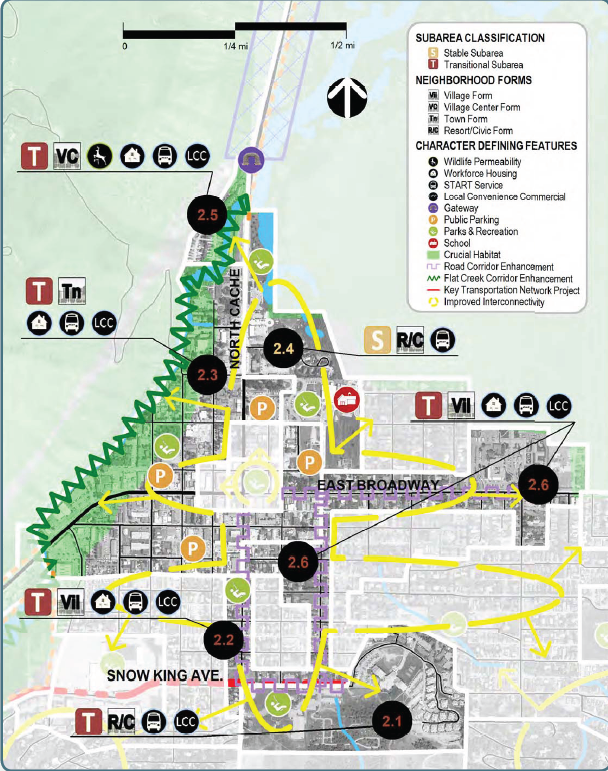 0 1/4 mi 1/2 mi
SUBAREA CLASSIFICATION
S Stable Subarea
T Transitional Subarea
NEIGHBORHOOD FORMS
Vil Village Form
VC Village Center Form
Tn Town Form
R/C Resort/Civic Form
CHARACTER DEFINING FEATURES
Wildlife Permeability
Workforce Housing
START Service
Local Convenience Commercial
Gateway
P Public Parking
Parks & Recreation
School
Crucial Habitat
Road Corridor Enhancement
Flat Creek Corridor Enhancement
Key Transportation Network Project
Improved Interconnectivity
T VC LCC
2.5
T Tn
LCC
NORTH CACHE
2.4
S R/C
2.3
P
T Vil LCC
P
P
EAST BROADWAY
2.6
P
2.6
T Vil LCC
2.2
SNOW KING AVE.
T R/C LCC
2.1